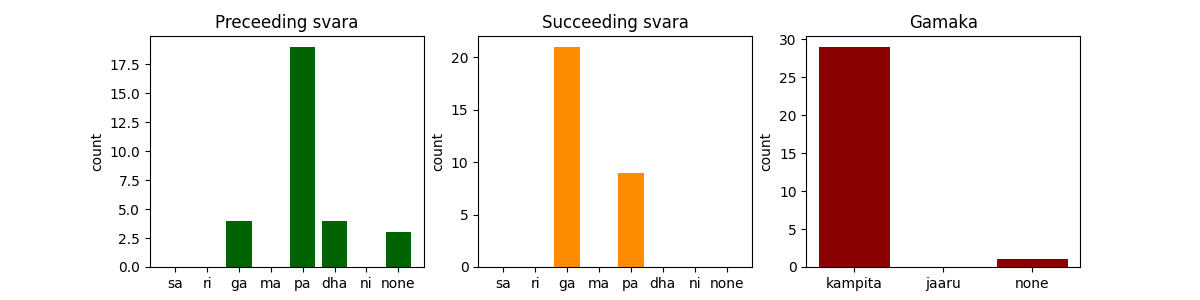 Preceeding svara
count
17.5
15.0
12.5
10.0
7.5
5.0
2.5
0.0
sa ri ga ma pa dha ni none
Succeeding svara
count
20
15
10
5
0
sa ri ga ma pa dha ni none
Gamaka
count
30
25
20
15
10
5
0
kampita jaaru none